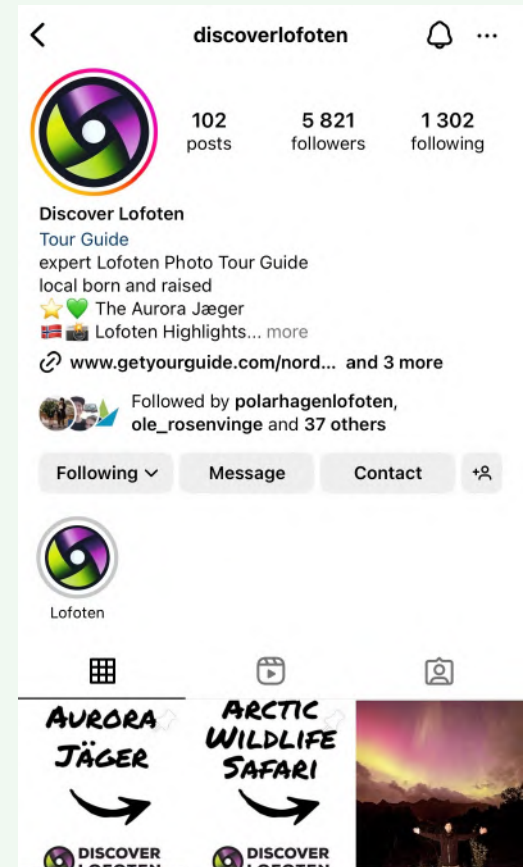 discoverlofoten
102 5 821 1 302
posts followers following
Discover Lofoten
Tour Guide
expert Lofoten Photo Tour Guide
local born and raised
⭐💚 The Aurora Jæger
🇳🇴📸 Lofoten Highlights... more
www.getyourguide.com/nord... and 3 more
Followed by polarhagenlofoten,
ole_rosenvinge and 37 others
Following Message Contact
Lofoten
AURORA
JÄGER
DISCOVER
LOFOTEN
ARCTIC
WILDLIFE
SAFARI
DISCOVER
LOFOTEN